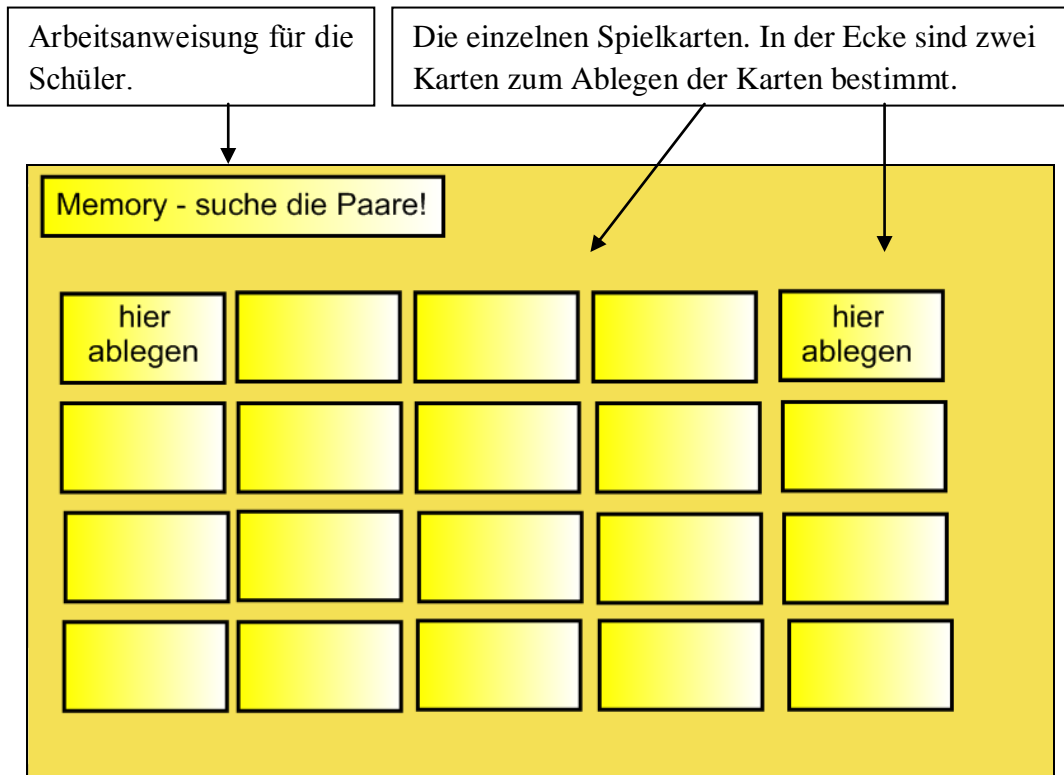 Arbeitsanweisung für die
Schüler.
Die einzelnen Spielkarten. In der Ecke sind zwei
Karten zum Ablegen der Karten bestimmt.
Memory - suche die Paare!
hier
ablegen
hier
ablegen